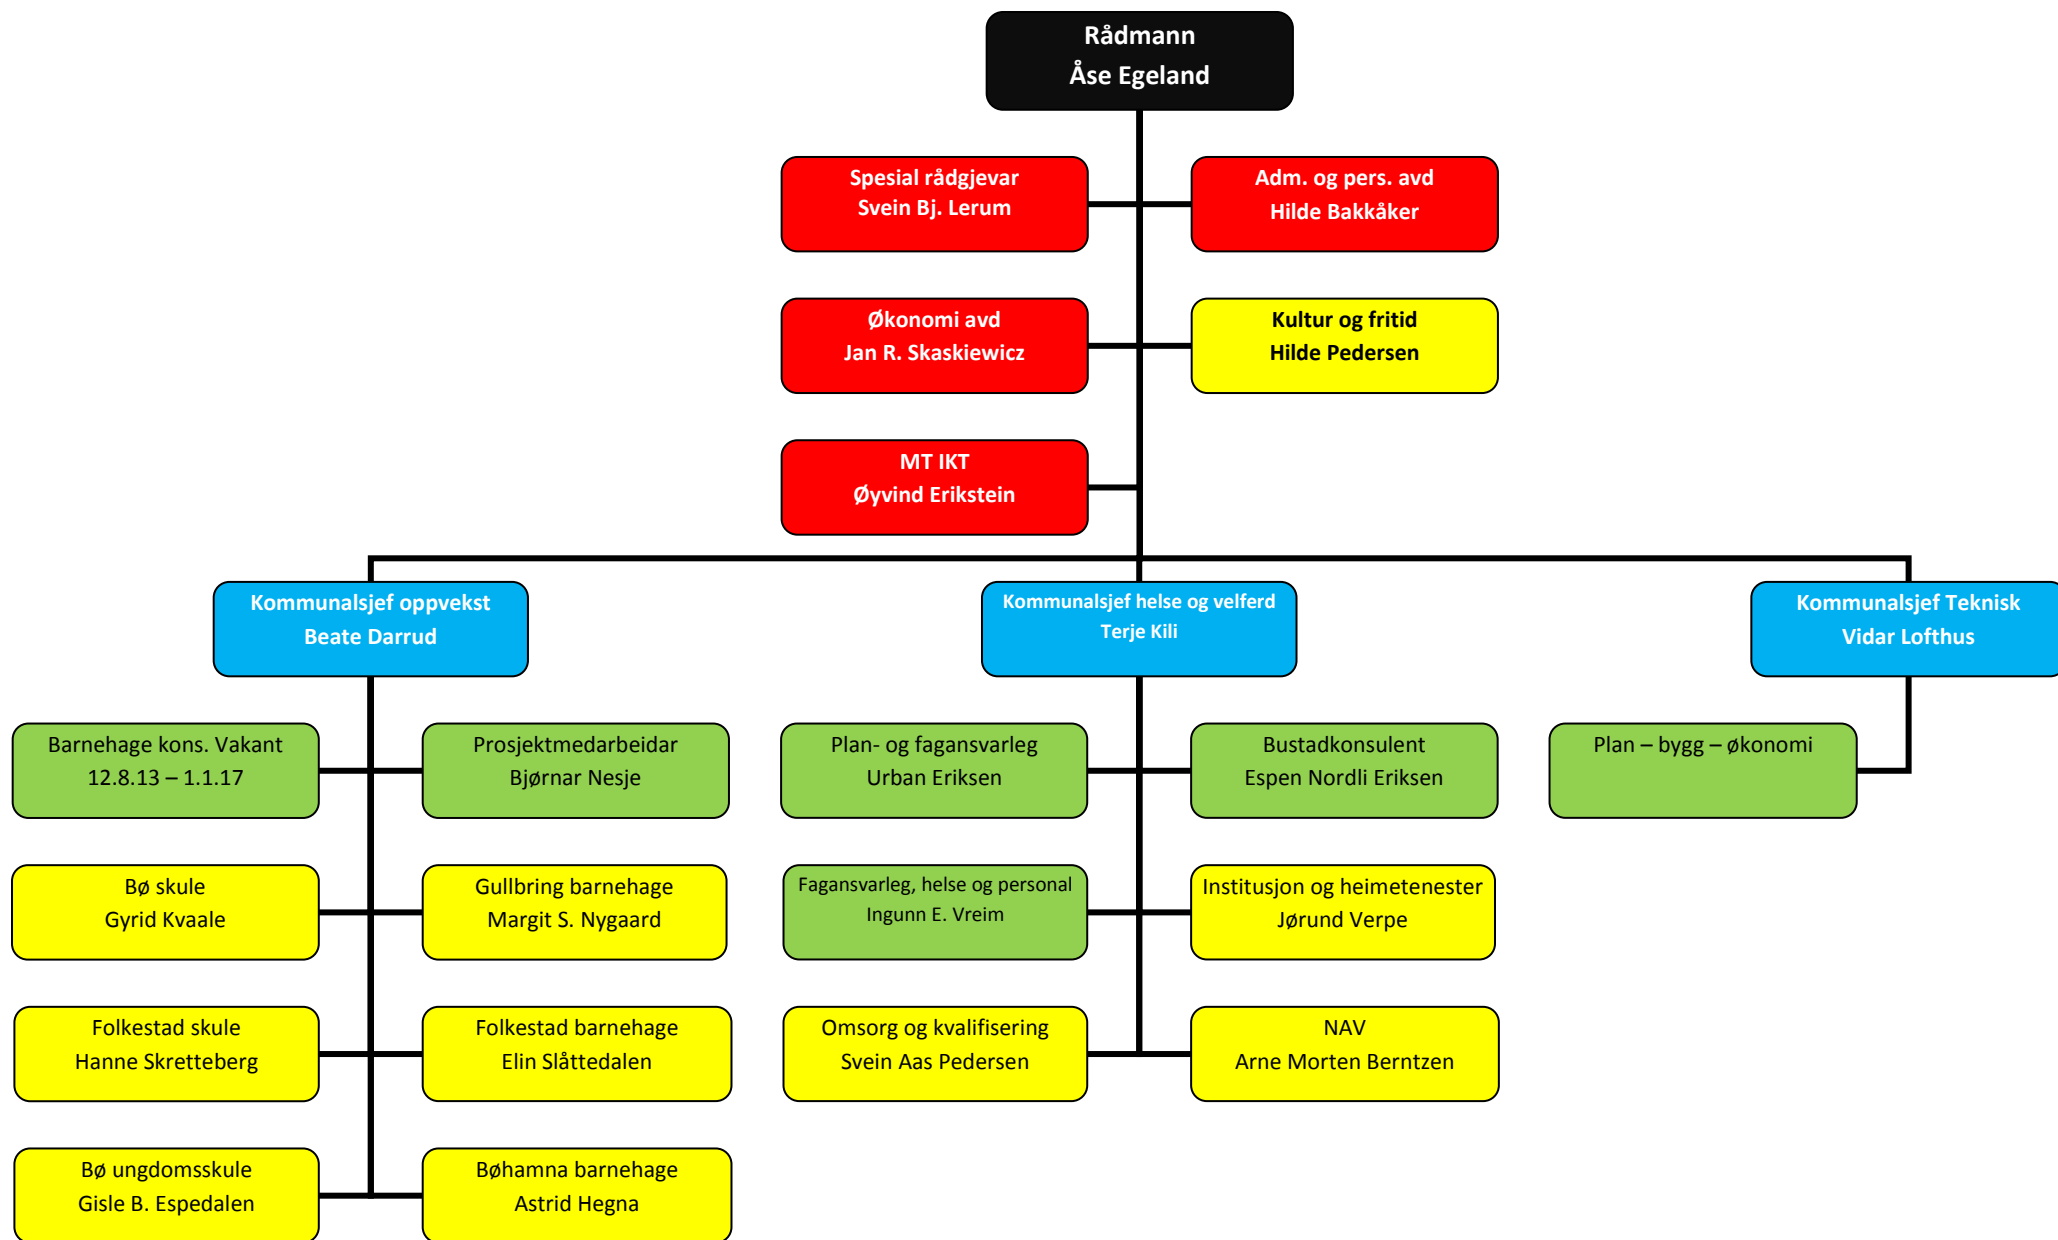 Rådmann
Åse Egeland
Spesial rådgjevar
Svein Bj. Lerum
Adm. og pers. avd
Hilde Bakkåker
Økonomi avd
Jan R. Skaskiewicz
Kultur og fritid
Hilde Pedersen
MT IKT
Øyvind Erikstein
Kommunalsjef oppvekst
Beate Darrud
Kommunalsjef helse og velferd
Terje Kili
Kommunalsjef Teknisk
Vidar Lofthus
Barnehage kons. Vakant
12.8.13 – 1.1.17
Prosjektmedarbeidar
Bjørnar Nesje
Plan- og fagansvarleg
Urban Eriksen
Bustadkonsulent
Espen Nordli Eriksen
Plan – bygg – økonomi
Bø skule
Gyrid Kvaale
Gullbring barnehage
Margit S. Nygaard
Fagansvarleg, helse og personal
Ingunn E. Vreim
Institusjon og heimetenester
Jørund Verpe
Folkestad skule
Hanne Skretteberg
Folkestad barnehage
Elin Slåttedalen
Omsorg og kvalifisering
Svein Aas Pedersen
NAV
Arne Morten Berntzen
Bø ungdomsskule
Gisle B. Espedalen
Bøhamna barnehage
Astrid Hegna